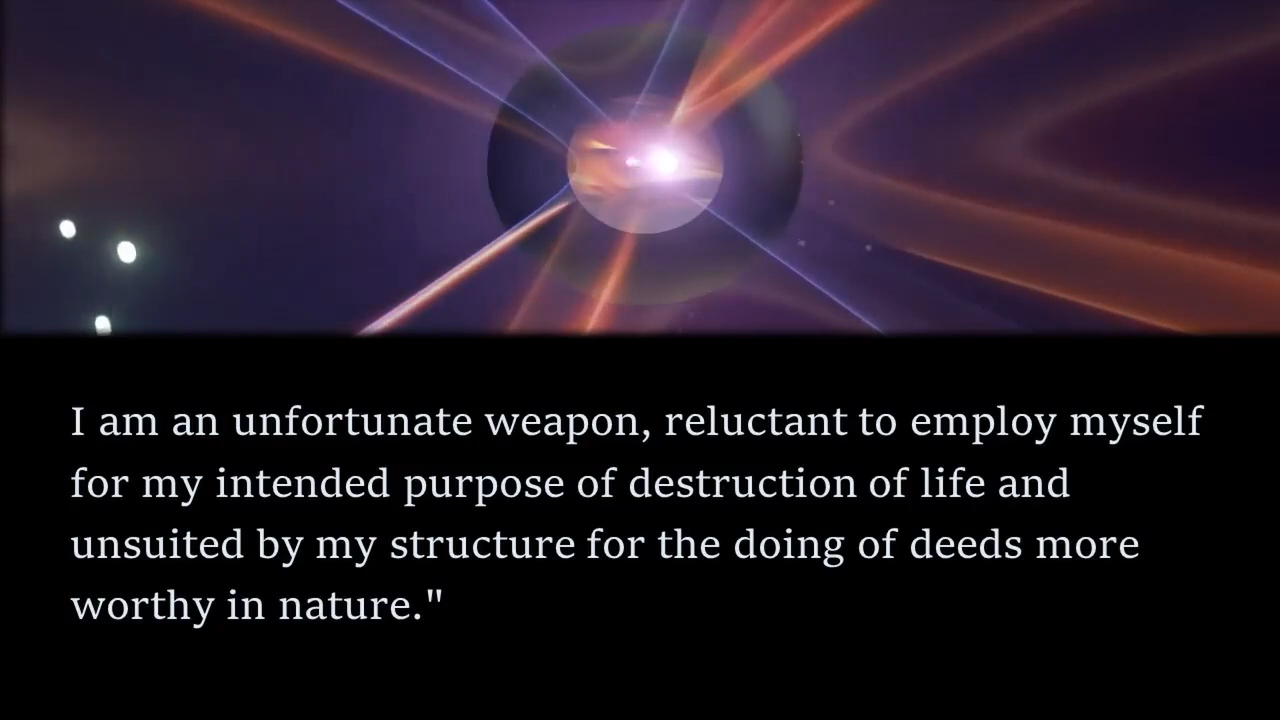 I am an unfortunate weapon, reluctant to employ myself
for my intended purpose of destruction of life and
unsuited by my structure for the doing of deeds more
worthy in nature."